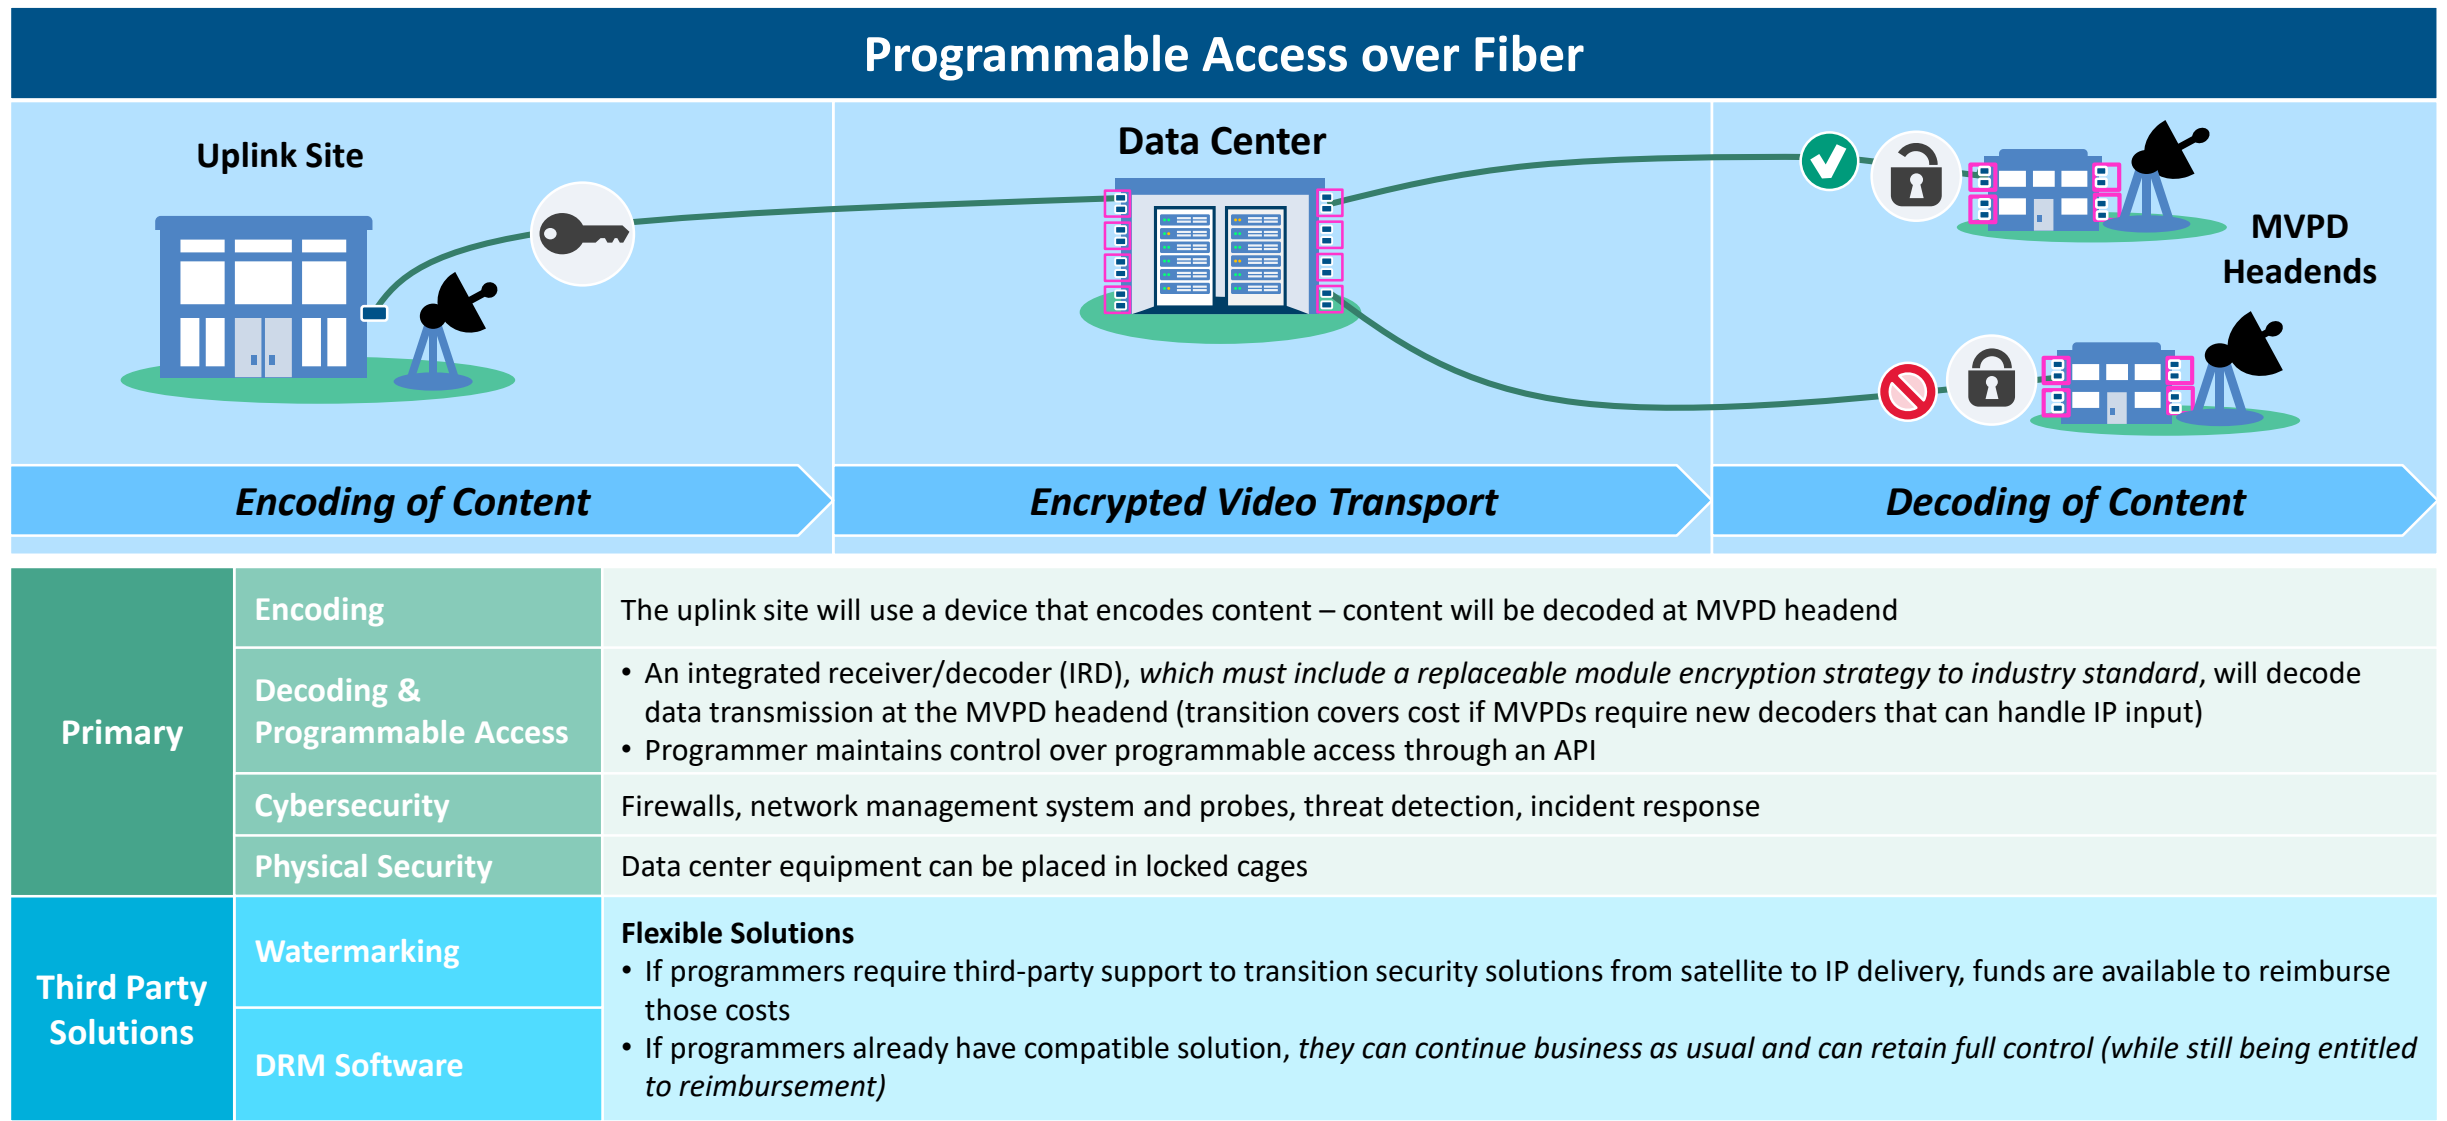 Programmable Access over Fiber
Uplink Site
Data Center
MVPD
Headends
Encoding of Content
Encrypted Video Transport
Decoding of Content
Primary
Encoding
The uplink site will use a device that encodes content – content will be decoded at MVPD headend
Decoding &
Programmable Access
• An integrated receiver/decoder (IRD), which must include a replaceable module encryption strategy to industry standard, will decode
data transmission at the MVPD headend (transition covers cost if MVPDs require new decoders that can handle IP input)
• Programmer maintains control over programmable access through an API
Cybersecurity
Firewalls, network management system and probes, threat detection, incident response
Physical Security
Data center equipment can be placed in locked cages
Third Party
Solutions
Watermarking
DRM Software
Flexible Solutions
• If programmers require third-party support to transition security solutions from satellite to IP delivery, funds are available to reimburse
those costs
• If programmers already have compatible solution, they can continue business as usual and can retain full control (while still being entitled
to reimbursement)